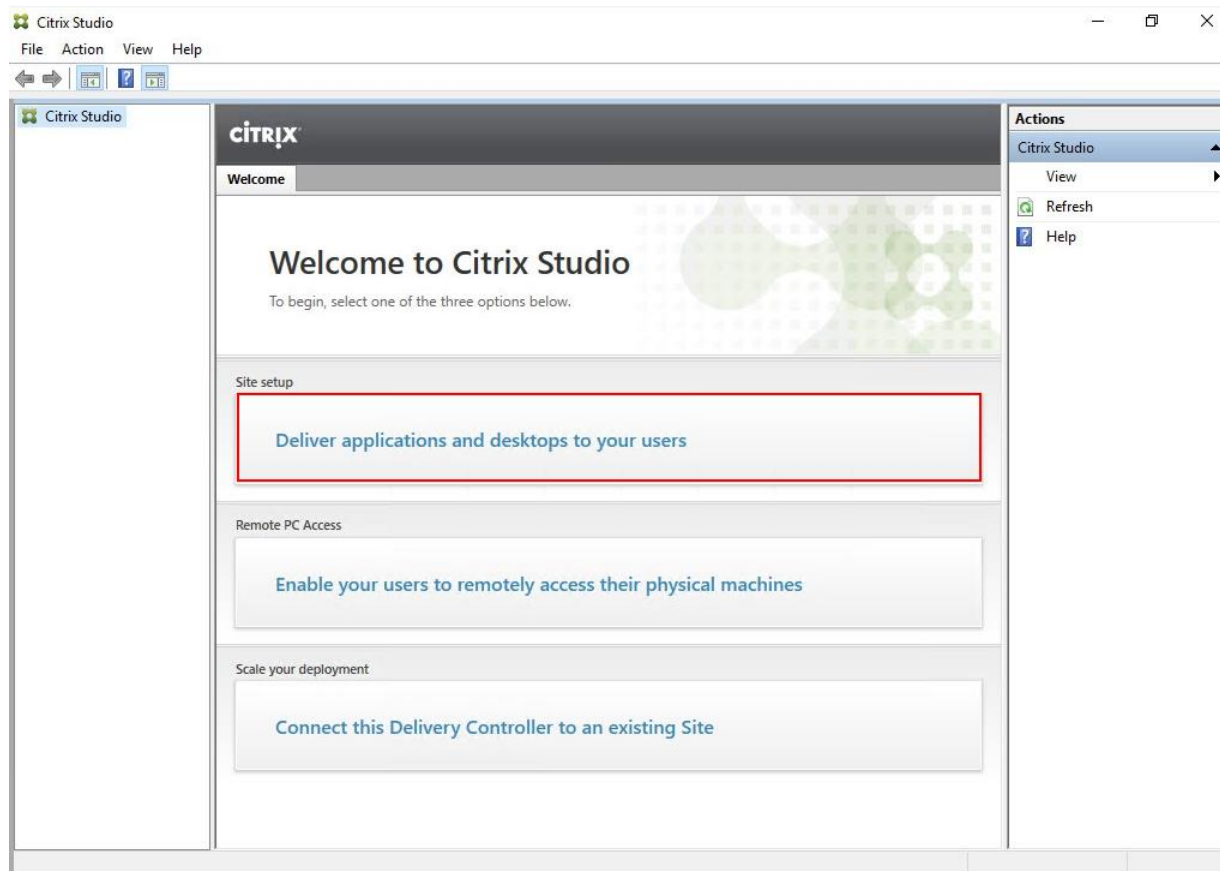 Citrix Studio
File Action View Help
Citrix Studio
CİTRIX
Welcome
Welcome to Citrix Studio
To begin, select one of the three options below.
Site setup
Deliver applications and desktops to your users
Remote PC Access
Enable your users to remotely access their physical machines
Scale your deployment
Connect this Delivery Controller to an existing Site
Actions
Citrix Studio
View
Refresh
Help